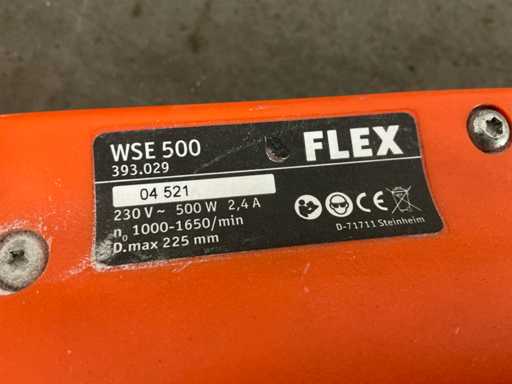 WSE 500
FLEX
393.029
04 521
230 V ~ 500 W 2,4 A
n₀ 1000-1650/min
D.max 225 mm
CE
D-71711 Steinheim